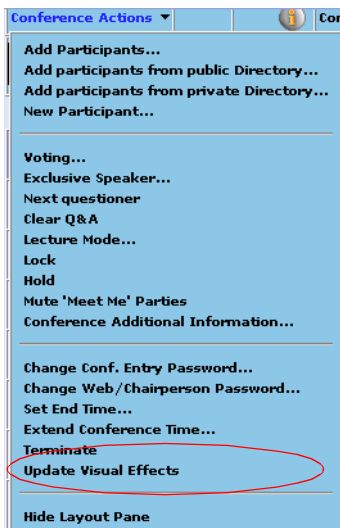 Conference Actions ▼ Cor
Add Participants...
Add participants from public Directory...
Add participants from private Directory...
New Participant...
Voting...
Exclusive Speaker...
Next questioner
Clear Q&A
Lecture Mode...
Lock
Hold
Mute 'Meet Me' Parties
Conference Additional Information...
Change Conf. Entry Password...
Change Web/Chairperson Password...
Set End Time...
Extend Conference Time...
Terminate
Update Visual Effects
Hide Layout Pane